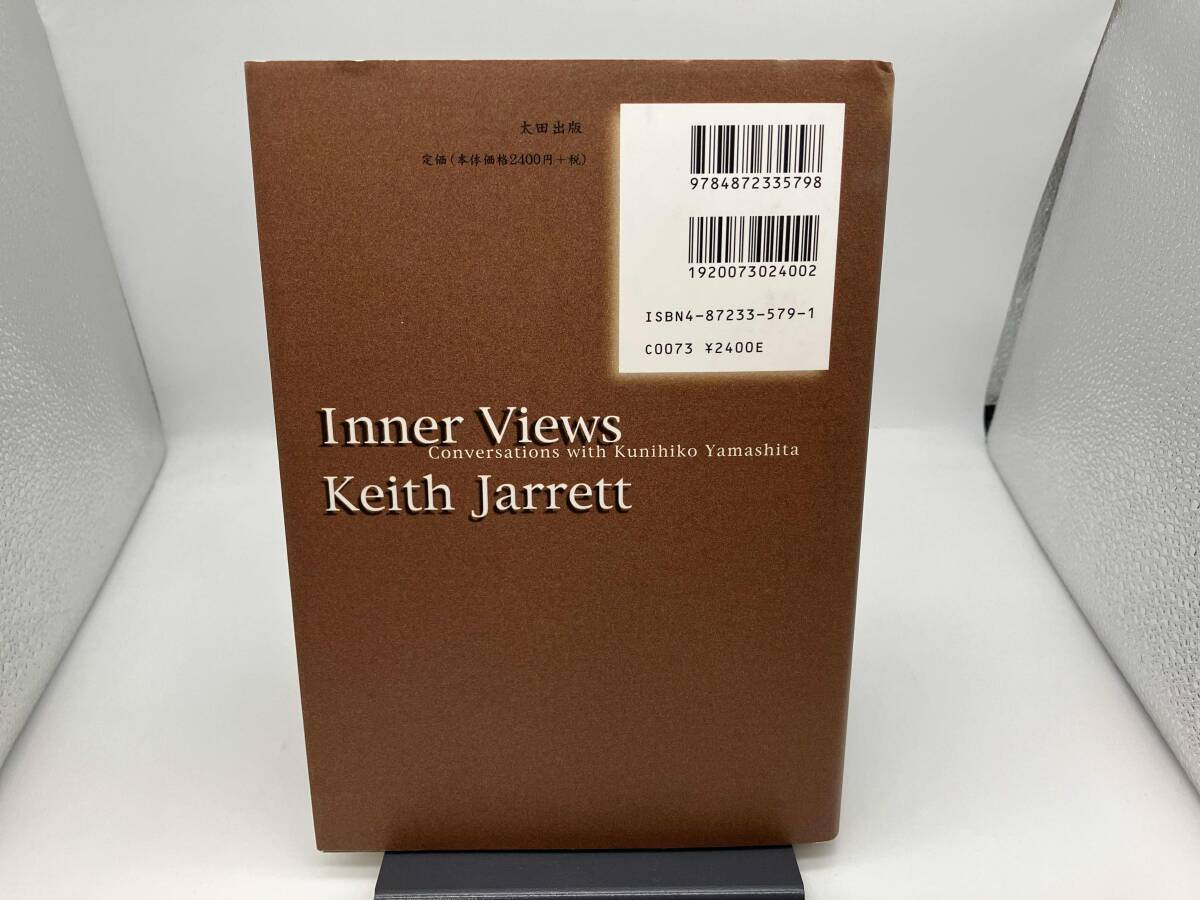 太田出版
定価(本体価格2400円+税)
9784872335798
1920073024002
ISBN4-87233-579-1
C0073 ¥2400E
Inner Views
Conversations with Kunihiko Yamashita
Keith Jarrett